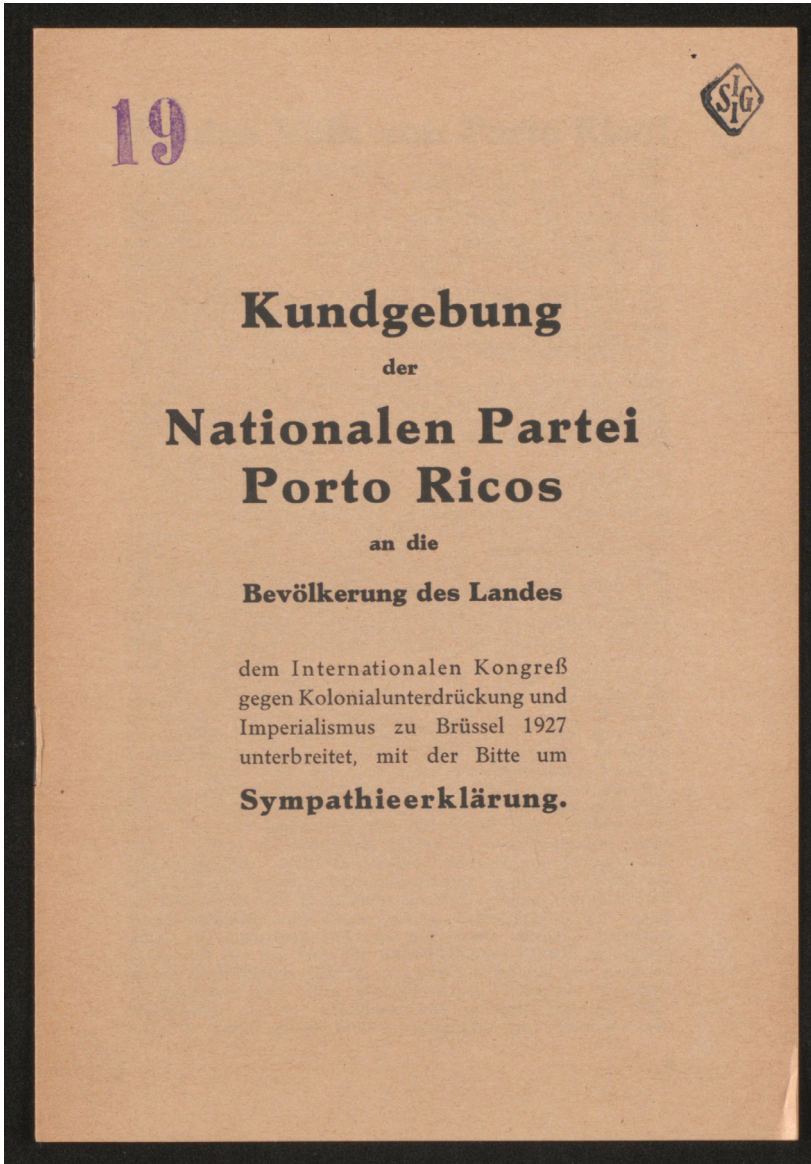 19
SIIG
Kundgebung
der
Nationalen Partei
Porto Ricos
an die
Bevölkerung des Landes
dem Internationalen Kongreß
gegen Kolonialunterdrückung und
Imperialismus zu Brüssel 1927
unterbreitet, mit der Bitte um
Sympathieerklärung.